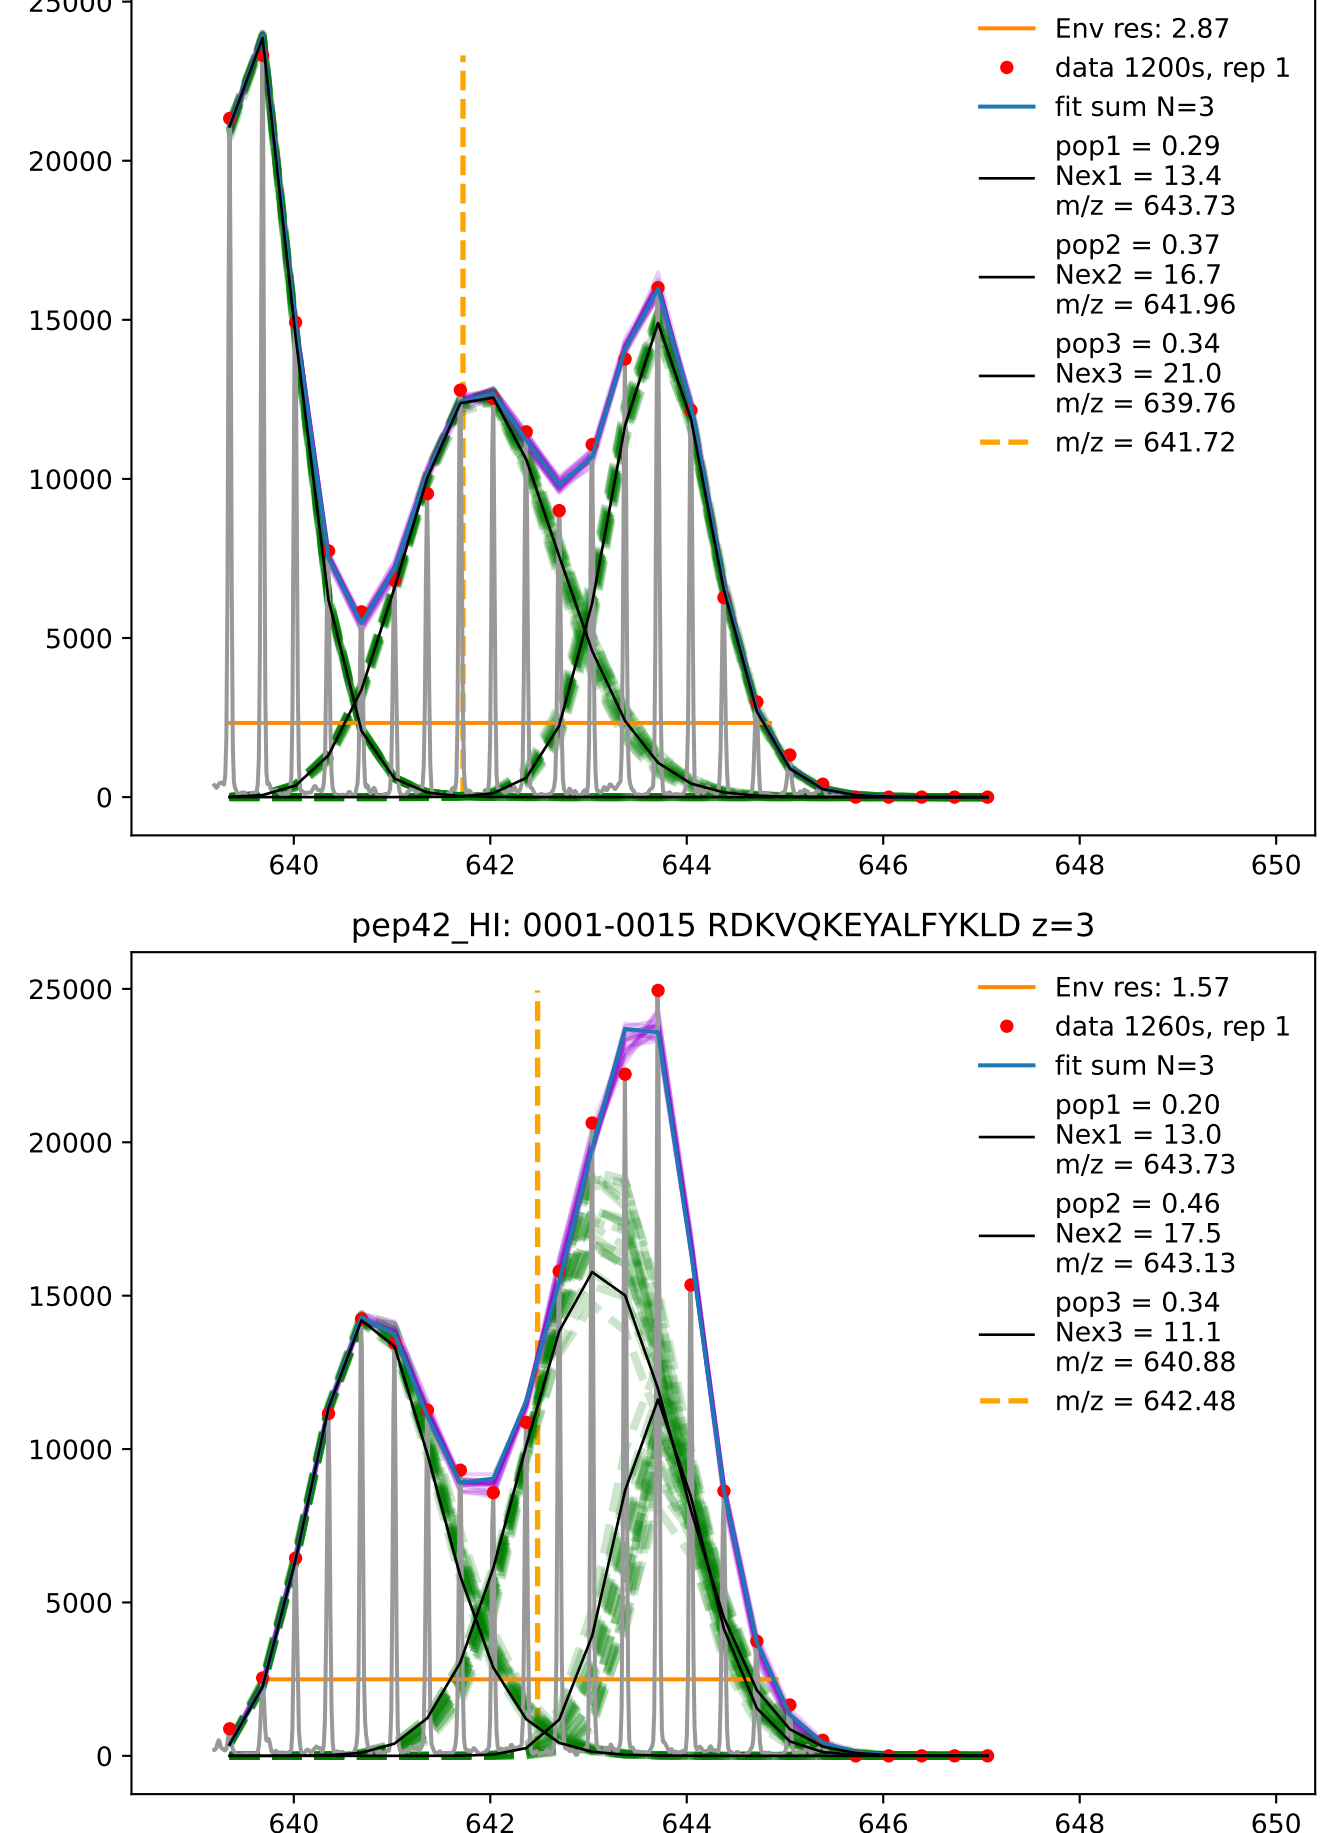 25000
20000
15000
10000
5000
0
Env res: 2.87
data 1200s, rep 1
fit sum N=3
pop1 = 0.29
Nex1 = 13.4
m/z = 643.73
pop2 = 0.37
Nex2 = 16.7
m/z = 641.96
pop3 = 0.34
Nex3 = 21.0
m/z = 639.76
m/z = 641.72
640 642 644 646 648 650
pep42_HI: 0001-0015 RDKVQKEYALFYKLD z=3
25000
20000
15000
10000
5000
0
Env res: 1.57
data 1260s, rep 1
fit sum N=3
pop1 = 0.20
Nex1 = 13.0
m/z = 643.73
pop2 = 0.46
Nex2 = 17.5
m/z = 643.13
pop3 = 0.34
Nex3 = 11.1
m/z = 640.88
m/z = 642.48
640 642 644 646 648 650